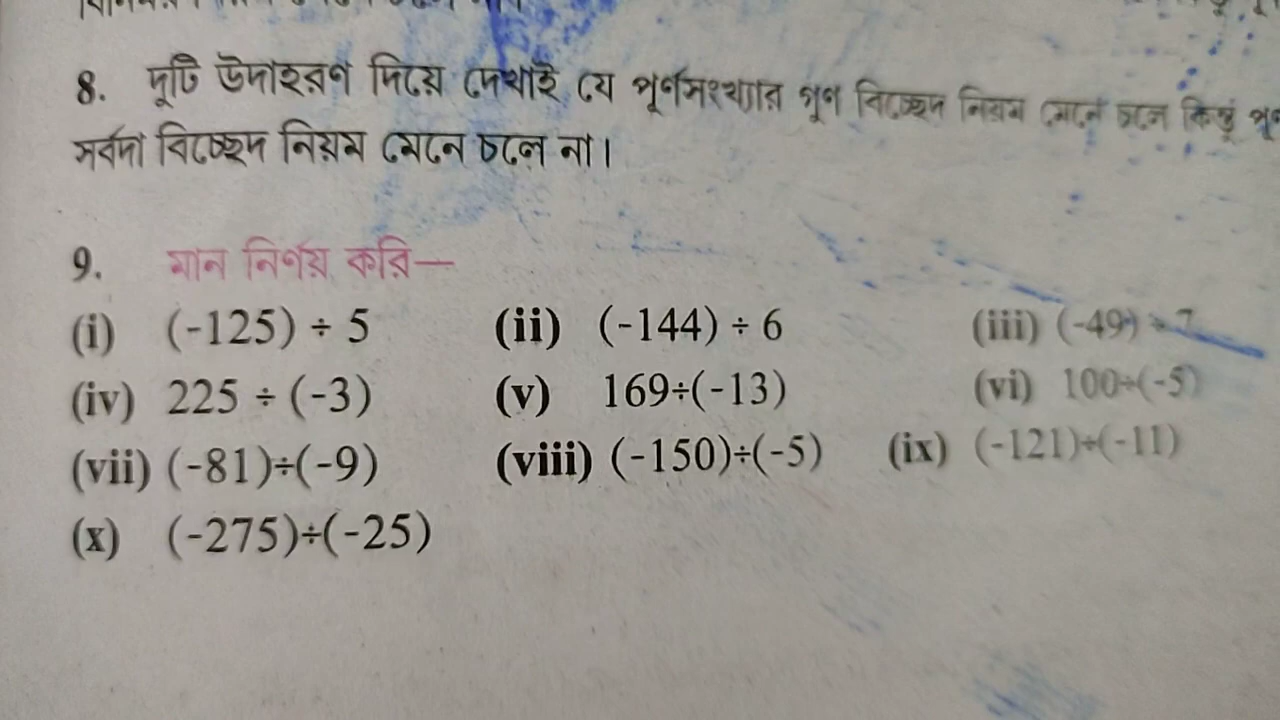 8. দুটি উদাহরণ দিয়ে দেখাই যে পূর্ণসংখ্যার গুণ বিচ্ছেদ নিয়ম মেনে চলে কিন্তু
সর্বদা বিচ্ছেদ নিয়ম মেনে চলে না।
9. মান নির্ণয় করি—
(i) (-125) ÷ 5 (ii) (-144) ÷ 6 (iii) (-49) ÷ 7
(iv) 225 ÷ (-3) (v) 169÷(-13) (vi) 100÷(-5)
(vii) (-81)÷(-9) (viii) (-150)÷(-5) (ix) (-121)÷(-11)
(x) (-275)÷(-25)